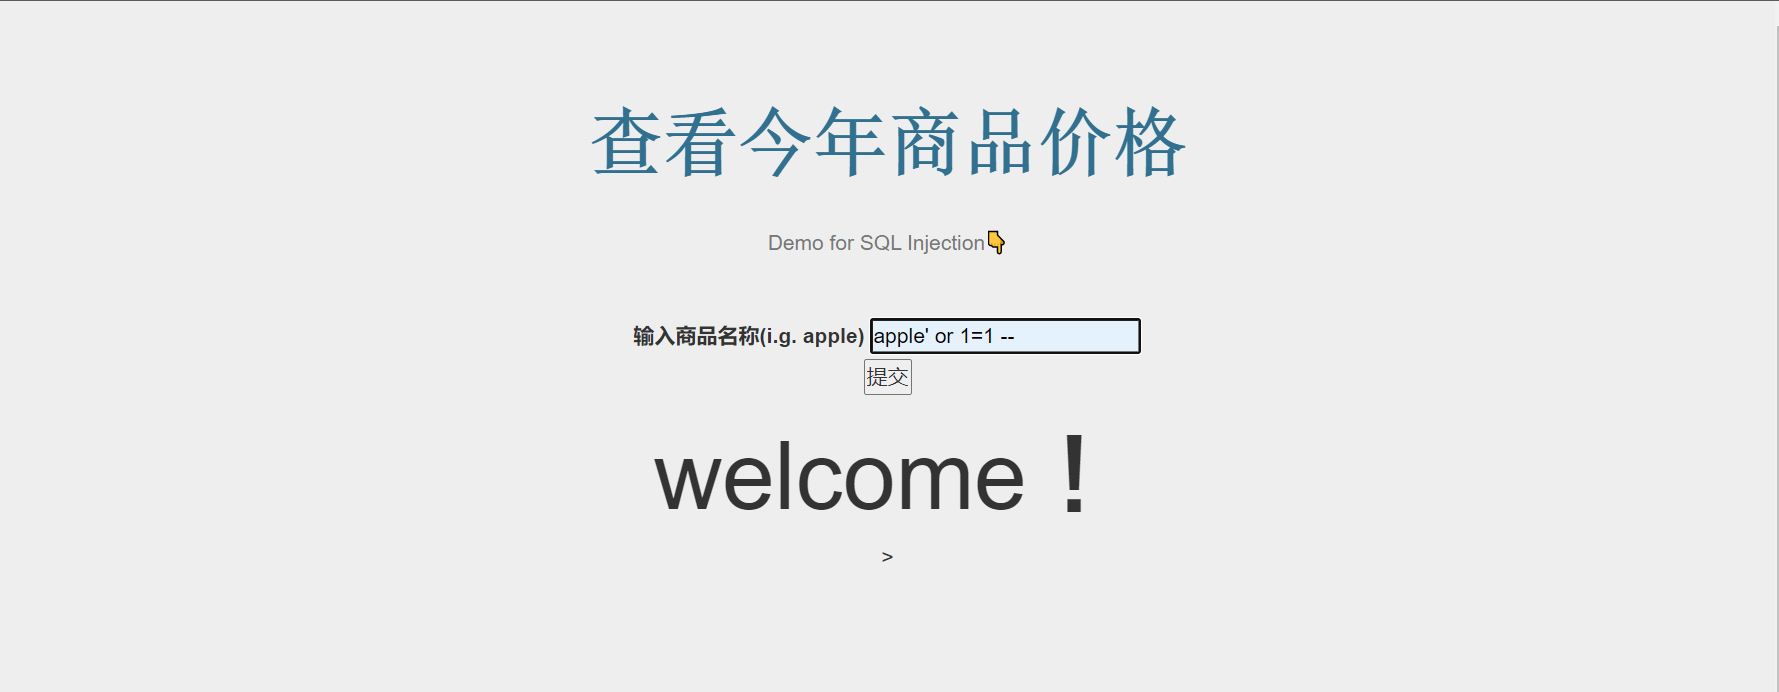 查看今年商品价格
Demo for SQL Injection👇
输入商品名称(i.g. apple) apple' or 1=1 --
提交
welcome！
>